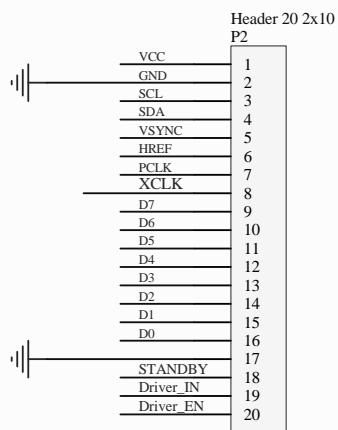 Header 20 2x10
P2
VCC 1
GND 2
SCL 3
SDA 4
VSYNC 5
HREF 6
PCLK 7
XCLK 8
D7 9
D6 10
D5 11
D4 12
D3 13
D2 14
D1 15
D0 16
17
STANDBY 18
Driver_IN 19
Driver_EN 20